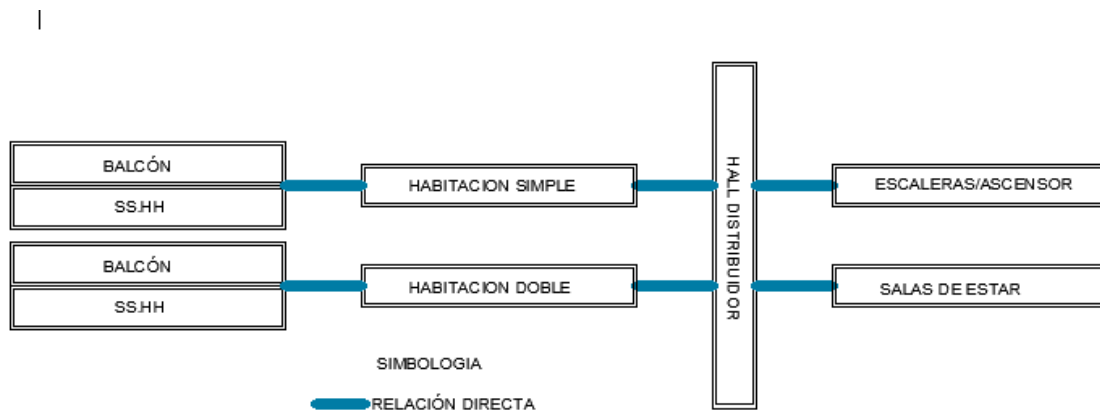 BALCÓN
SS.HH
HABITACION SIMPLE
HALL DISTRIBUIDOR
ESCALERAS/ASCENSOR
BALCÓN
SS.HH
HABITACION DOBLE
SALAS DE ESTAR
SIMBOLOGIA
RELACIÓN DIRECTA